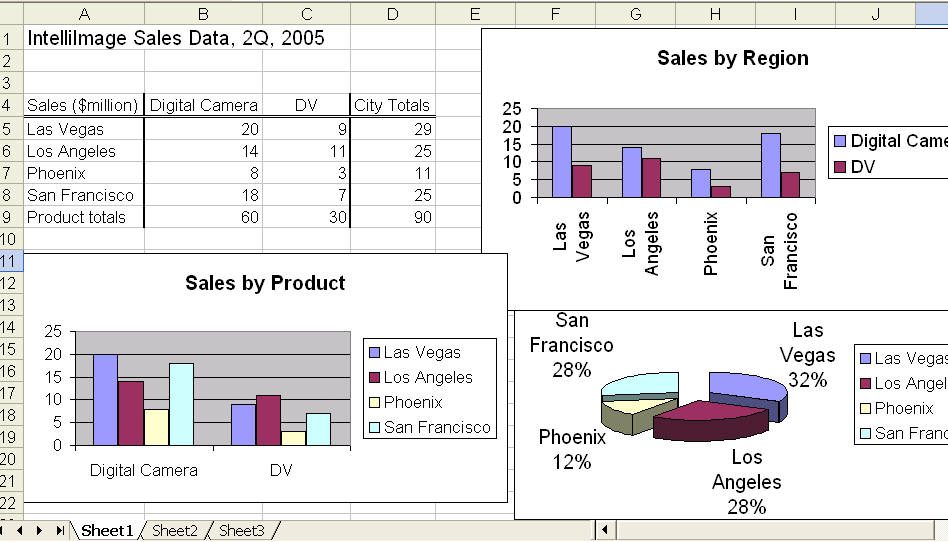 A B C D E F G H I J
1 IntelliImage Sales Data, 2Q, 2005
2
3
4 Sales ($million) Digital Camera DV City Totals
5 Las Vegas 20 9 29
6 Los Angeles 14 11 25
7 Phoenix 8 3 11
8 San Francisco 18 7 25
9 Product totals 60 30 90
10
11
12
13
14
15
16
17
18
19
20
21
22
Sales by Region
25
20
15
10
5
0
Las
Vegas
Los
Angeles
Phoenix
San
Francisco
Digital Came
DV
Sales by Product
25
20
15
10
5
0
Digital Camera DV
Las Vegas
Los Angeles
Phoenix
San Francisco
San
Francisco
28%
Las
Vegas
32%
Phoenix
12%
Los
Angeles
28%
Las Vegas
Los Angel
Phoenix
San Franc
Sheet1 Sheet2 Sheet3